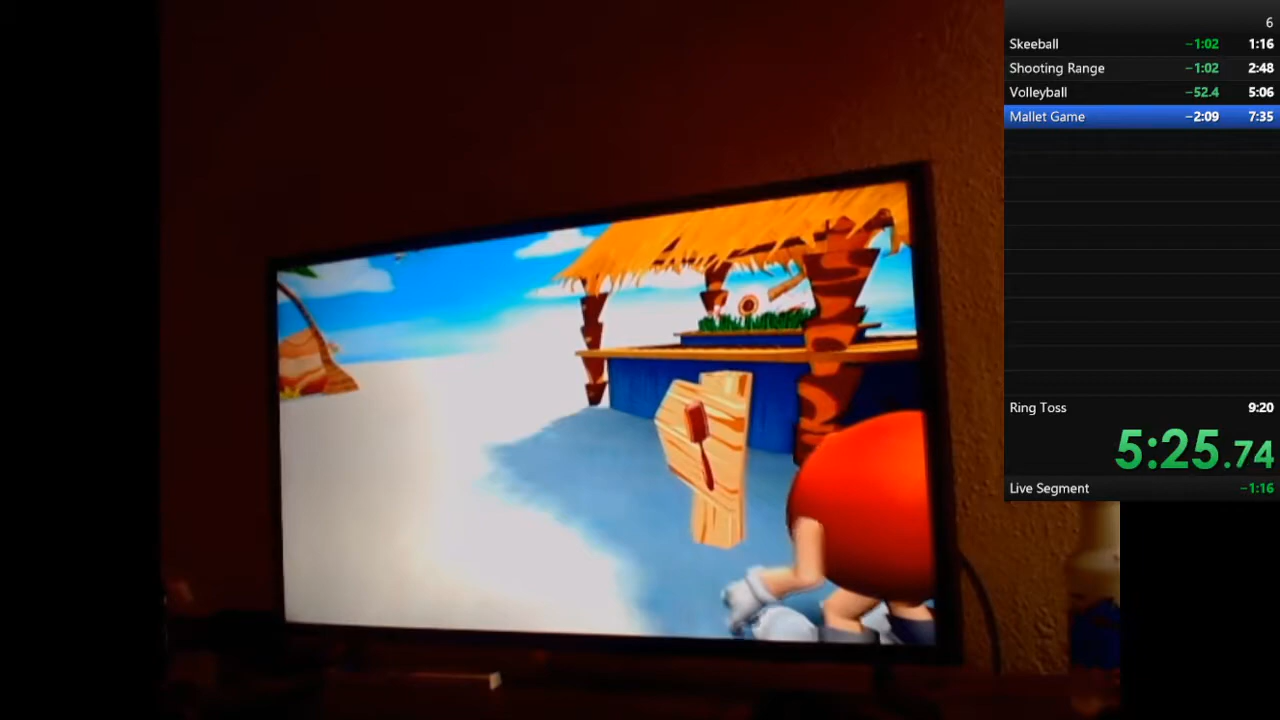 6
Skeeball −1:02 1:16
Shooting Range −1:02 2:48
Volleyball −52.4 5:06
Mallet Game −2:09 7:35
Ring Toss 9:20
5:25.74
Live Segment −1:16